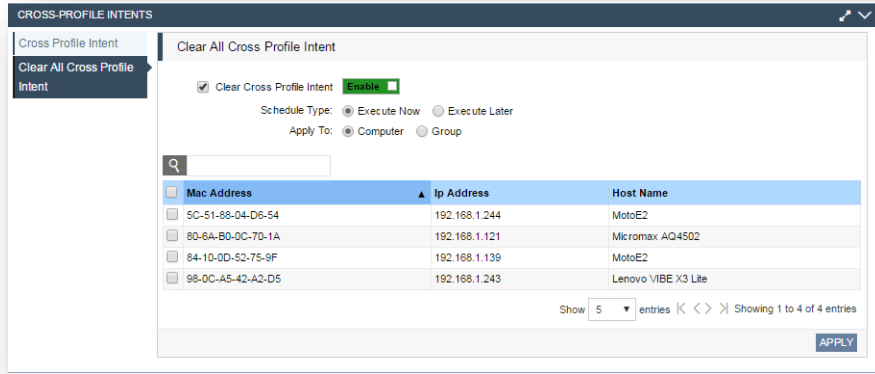 CROSS-PROFILE INTENTS
Cross Profile Intent
Clear All Cross Profile
Intent
Clear All Cross Profile Intent
Clear Cross Profile Intent Enable
Schedule Type: Execute Now Execute Later
Apply To: Computer Group
Mac Address Ip Address Host Name
5C-51-88-04-D6-54 192.168.1.244 MotoE2
80-6A-B0-0C-70-1A 192.168.1.121 Micromax AQ4502
84-10-0D-52-75-9F 192.168.1.139 MotoE2
98-0C-A5-42-A2-D5 192.168.1.243 Lenovo VIBE X3 Lite
Show 5 entries Showing 1 to 4 of 4 entries
APPLY